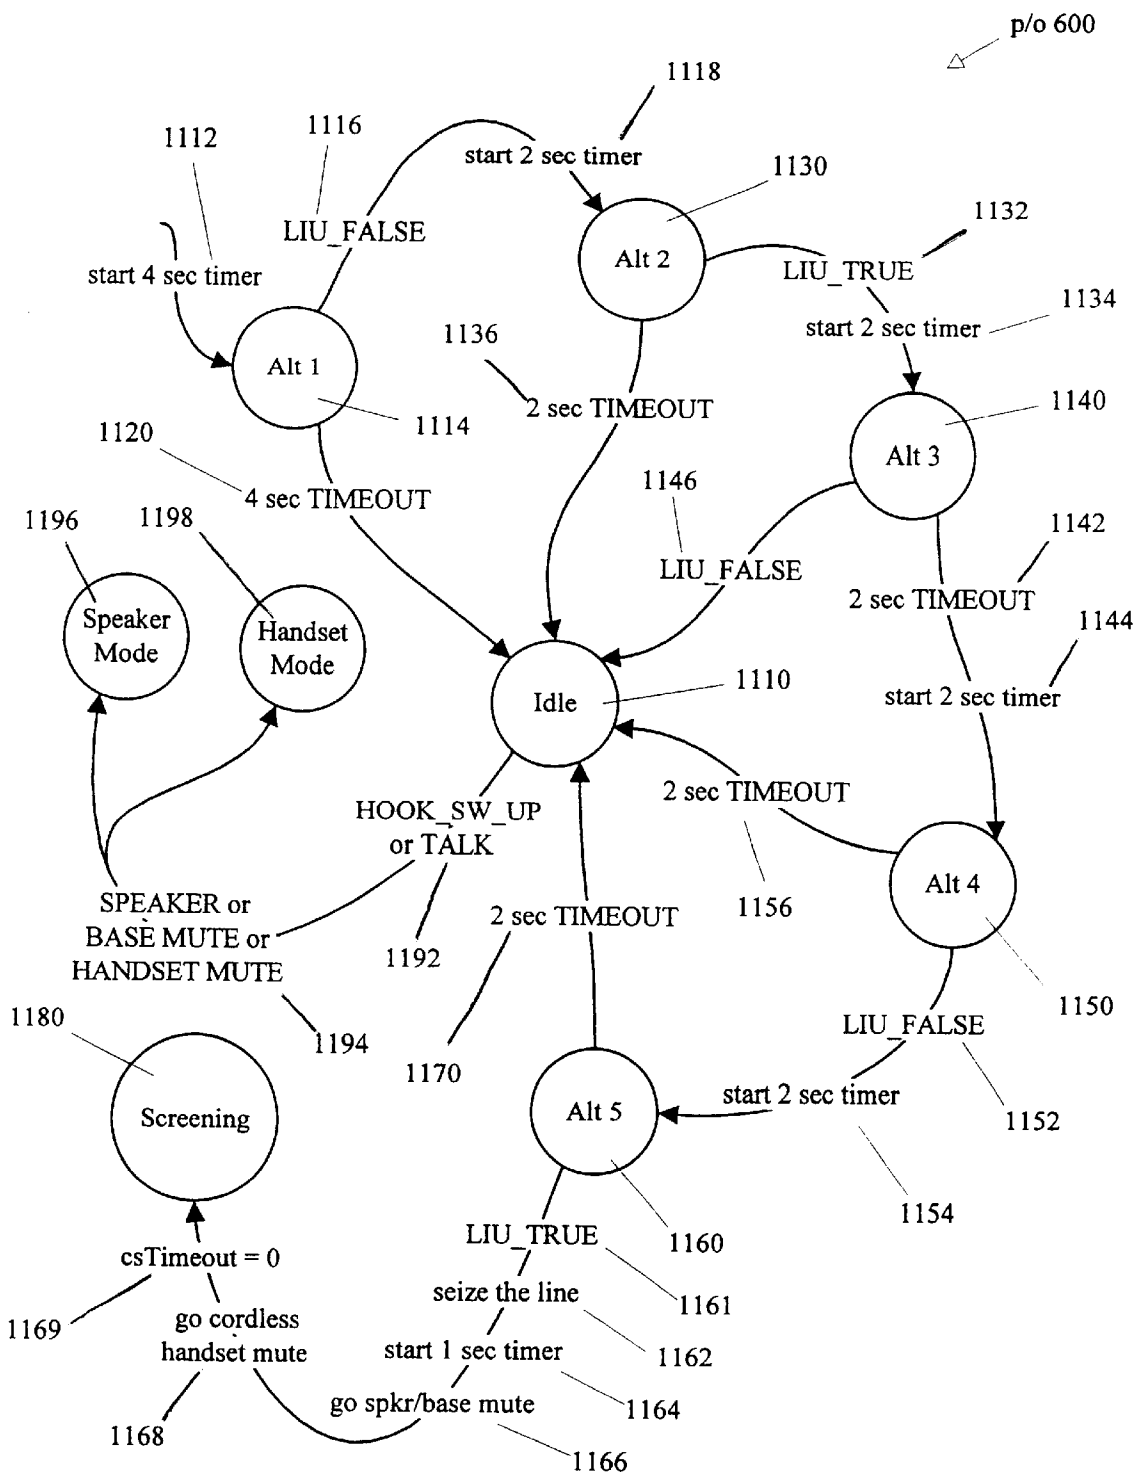 p/o 600
1118
1112
1116
start 2 sec timer
1130
LIU_FALSE
1132
start 4 sec timer
Alt 2
LIU_TRUE
1134
start 2 sec timer
1136
Alt 1
2 sec TIMEOUT
1140
1114
1120
Alt 3
4 sec TIMEOUT
1146
1196
1198
1142
LIU_FALSE
2 sec TIMEOUT
Speaker
Mode
Handset
Mode
1144
1110
Idle
start 2 sec timer
2 sec TIMEOUT
HOOK_SW_UP
or TALK
Alt 4
SPEAKER or
BASE MUTE or
HANDSET MUTE
1156
2 sec TIMEOUT
1192
1150
1180
1194
LIU_FALSE
1170
start 2 sec timer
Screening
Alt 5
1152
1154
LIU_TRUE
1160
csTimeout = 0
seize the line
1161
1169
go cordless
handset mute
start 1 sec timer
1162
go spkr/base mute
1164
1168
1166